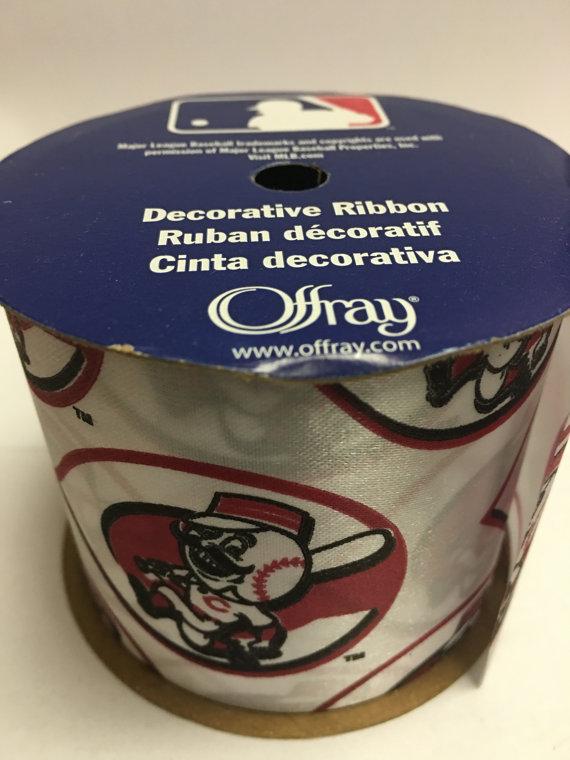 Major League Baseball trademarks and copyrights are used with
permission of Major League Baseball Properties, Inc.
Visit MLB.com
Decorative Ribbon
Ruban décoratif
Cinta decorativa
Offray®
www.offray.com
TM
C
TM